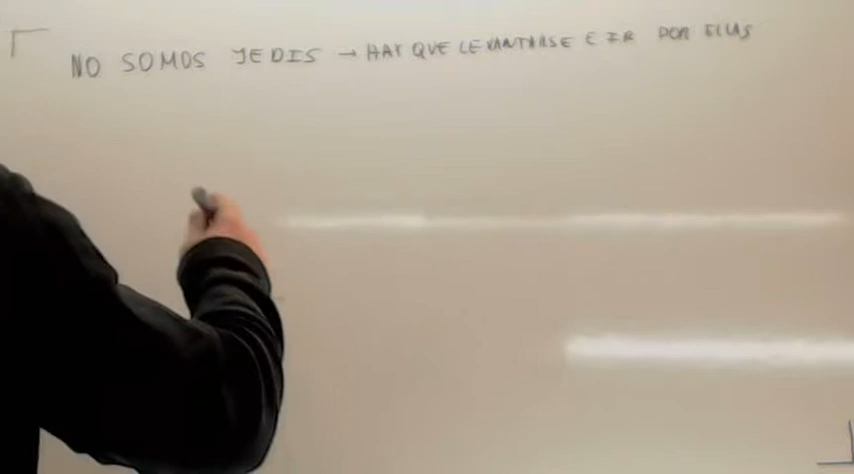 NO SOMOS JEDIS → HAY QUE LEVANTARSE E IR POR ELLAS